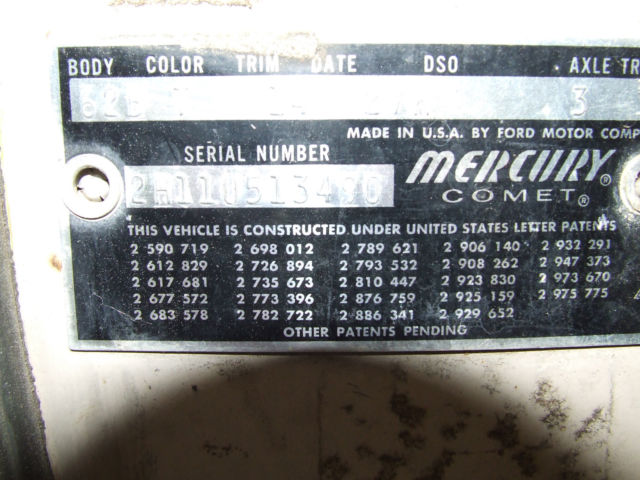 BODY COLOR TRIM DATE DSO AXLE TR
62B 3
MADE IN U.S.A. BY FORD MOTOR COMP
SERIAL NUMBER MERCURY®
COMET®
THIS VEHICLE IS CONSTRUCTED UNDER UNITED STATES LETTER PATENTS
2 590 719 2 698 012 2 789 621 2 906 140 2 932 291
2 612 829 2 726 894 2 793 532 2 908 262 2 947 373
2 617 681 2 735 673 2 810 447 2 923 830 2 973 670
2 677 572 2 773 396 2 876 759 2 925 159 2 975 775
2 683 578 2 782 722 2 886 341 2 929 652
OTHER PATENTS PENDING